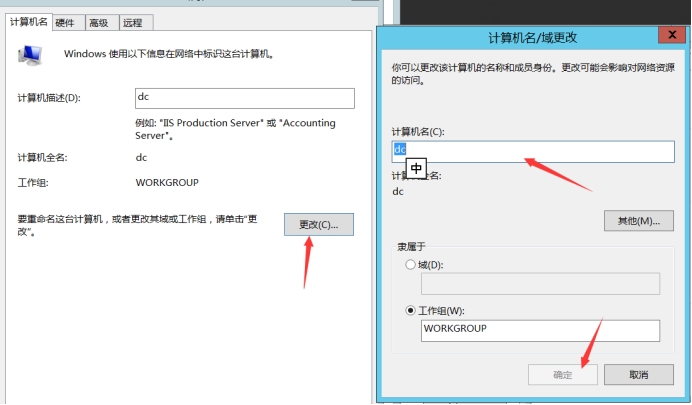 计算机名
硬件
高级
远程
Windows 使用以下信息在网络中标识这台计算机。
计算机描述(D):
dc
例如: "IIS Production Server" 或 "Accounting
Server"。
计算机全名:
dc
工作组:
WORKGROUP
要重命名这台计算机，或者更改其域或工作组，请单击"更
改"。
更改(C)...
计算机名/域更改
你可以更改该计算机的名称和成员身份。更改可能会影响对网络资源
的访问。
计算机名(C):
dc
中
计算机全名:
dc
其他(M)...
隶属于
域(D):
工作组(W):
WORKGROUP
确定
取消